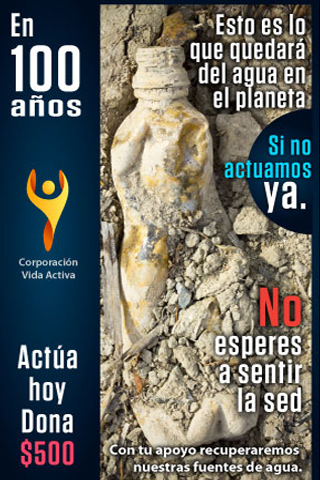 En
100
años
Esto es lo
que quedará
del agua en
el planeta
Si no
actuamos
ya.
Corporación
Vida Activa
No
esperes
a sentir
la sed
Actúa
hoy
Dona
$500
Con tu apoyo recuperaremos
nuestras fuentes de agua.